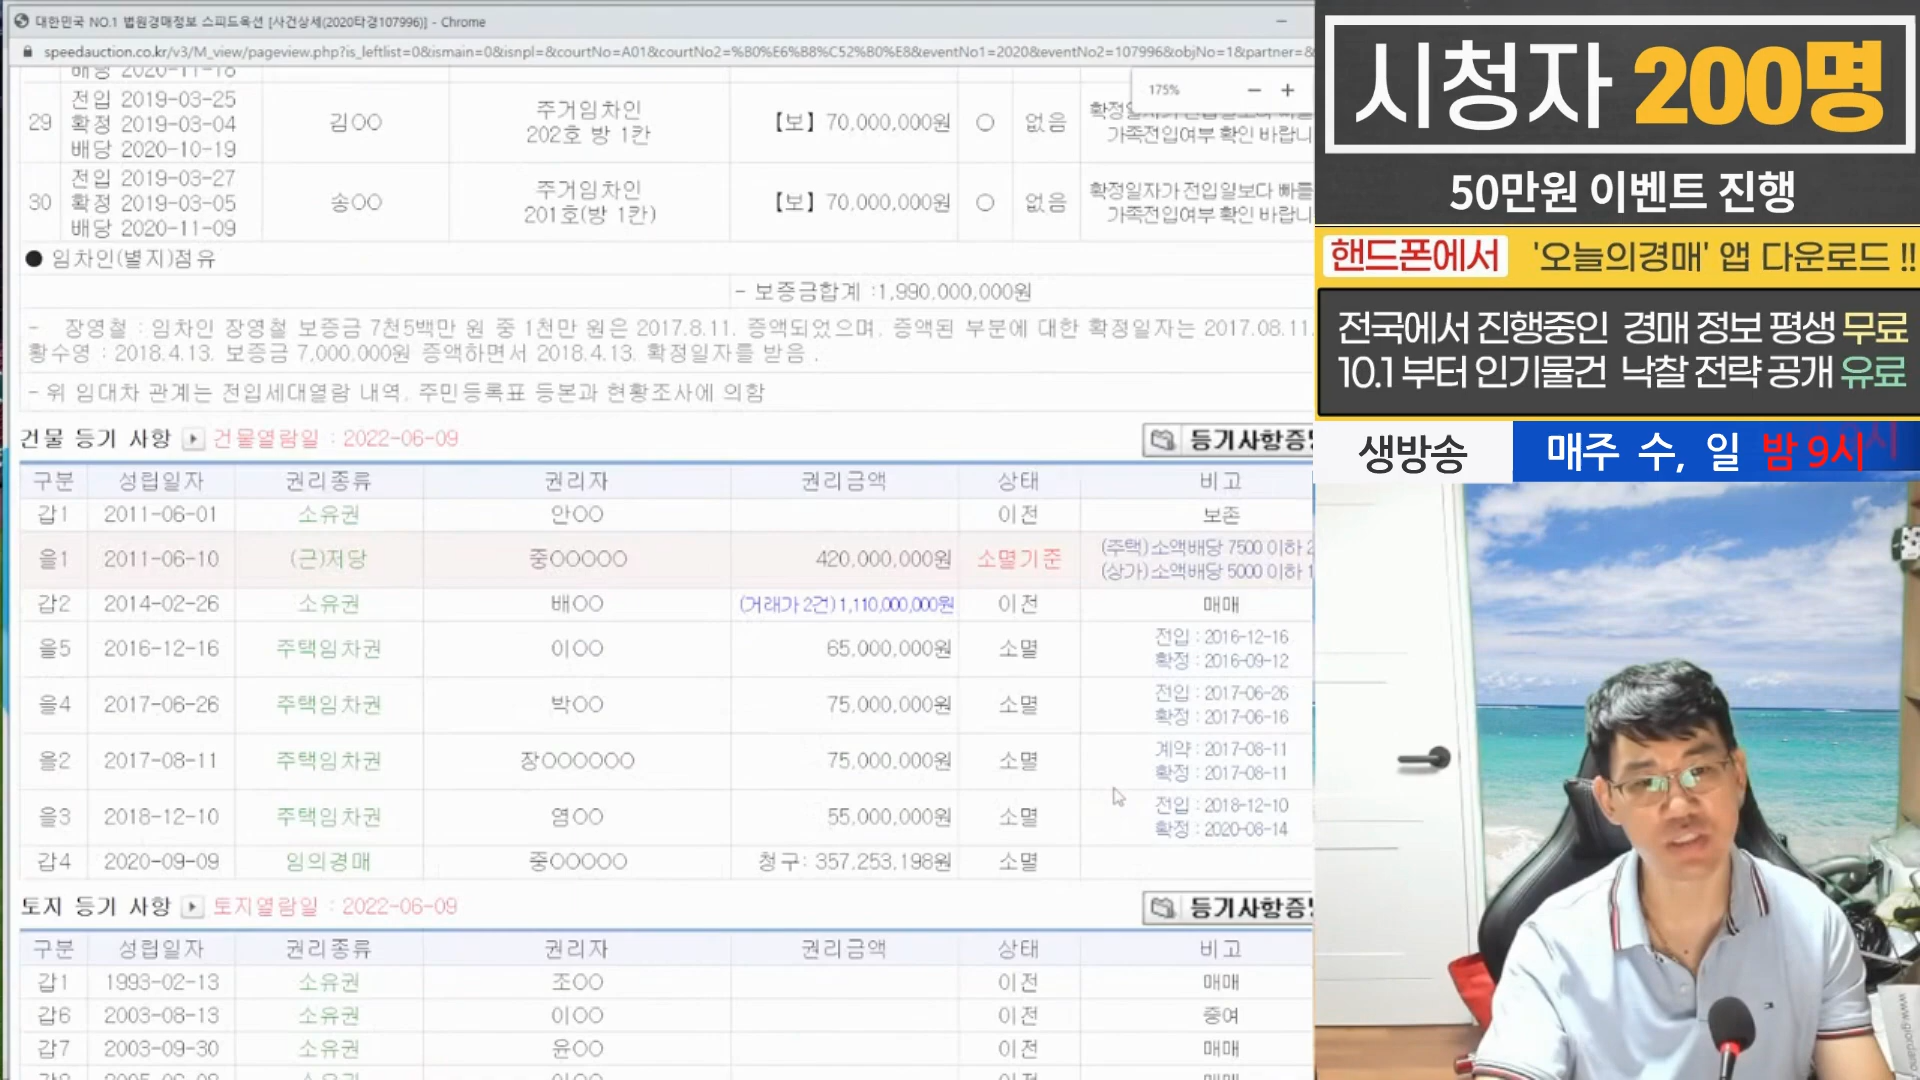 대한민국 NO.1 법원경매정보 스피드옥션 [사건상세(2020타경107996)] - Chrome
speedauction.co.kr/v3/M_view/pageview.php?is_leftlist=0&ismain=0&isnpl=&courtNo=A01&courtNo2=%B0%E6%B8%C52%B0%E8&eventNo1=2020&eventNo2=107996&objNo=1&partner=&
배당 2020-11-18
175% − +
29 전입 2019-03-25 확정 2019-03-04 배당 2020-10-19 김○○ 주거임차인 202호 방 1칸 【보】 70,000,000원 ○ 없음 가족전입여부 확인 바랍니
30 전입 2019-03-27 확정 2019-03-05 배당 2020-11-09 송○○ 주거임차인 201호(방 1칸) 【보】 70,000,000원 ○ 없음 확정일자가 전입일보다 빠름 가족전입여부 확인 바랍니
● 임차인(별지)점유
- 보증금합계 :1,990,000,000원
- 장영철 : 임차인 장영철 보증금 7천5백만 원 중 1천만 원은 2017.8.11. 증액되었으며, 증액된 부분에 대한 확정일자는 2017.08.11.
황수영 : 2018.4.13. 보증금 7,000,000원 증액하면서 2018.4.13. 확정일자를 받음 .
- 위 임대차 관계는 전입세대열람 내역, 주민등록표 등본과 현황조사에 의함
건물 등기 사항 ▶ 건물열람일 : 2022-06-09 등기사항증명
구분 성립일자 권리종류 권리자 권리금액 상태 비고
갑1 2011-06-01 소유권 안○○ 이전 보존
을1 2011-06-10 (근)저당 중○○○○○ 420,000,000원 소멸기준 (주택)소액배당 7500 이하 2 (상가)소액배당 5000 이하 1
갑2 2014-02-26 소유권 배○○ (거래가 2건)1,110,000,000원 이전 매매
을5 2016-12-16 주택임차권 이○○ 65,000,000원 소멸 전입 : 2016-12-16 확정 : 2016-09-12
을4 2017-06-26 주택임차권 박○○ 75,000,000원 소멸 전입 : 2017-06-26 확정 : 2017-06-16
을2 2017-08-11 주택임차권 장○○○○○○ 75,000,000원 소멸 계약 : 2017-08-11 확정 : 2017-08-11
을3 2018-12-10 주택임차권 염○○ 55,000,000원 소멸 전입 : 2018-12-10 확정 : 2020-08-14
갑4 2020-09-09 임의경매 중○○○○○ 청구: 357,253,198원 소멸
토지 등기 사항 ▶ 토지열람일 : 2022-06-09 등기사항증명
구분 성립일자 권리종류 권리자 권리금액 상태 비고
갑1 1993-02-13 소유권 조○○ 이전 매매
갑6 2003-08-13 소유권 이○○ 이전 증여
갑7 2003-09-30 소유권 윤○○ 이전 매매
시청자 200명
50만원 이벤트 진행
핸드폰에서 '오늘의경매' 앱 다운로드 !!
전국에서 진행중인 경매 정보 평생 무료
10.1 부터 인기물건 낙찰 전략 공개 유료
생방송 매주 수, 일 밤 9시